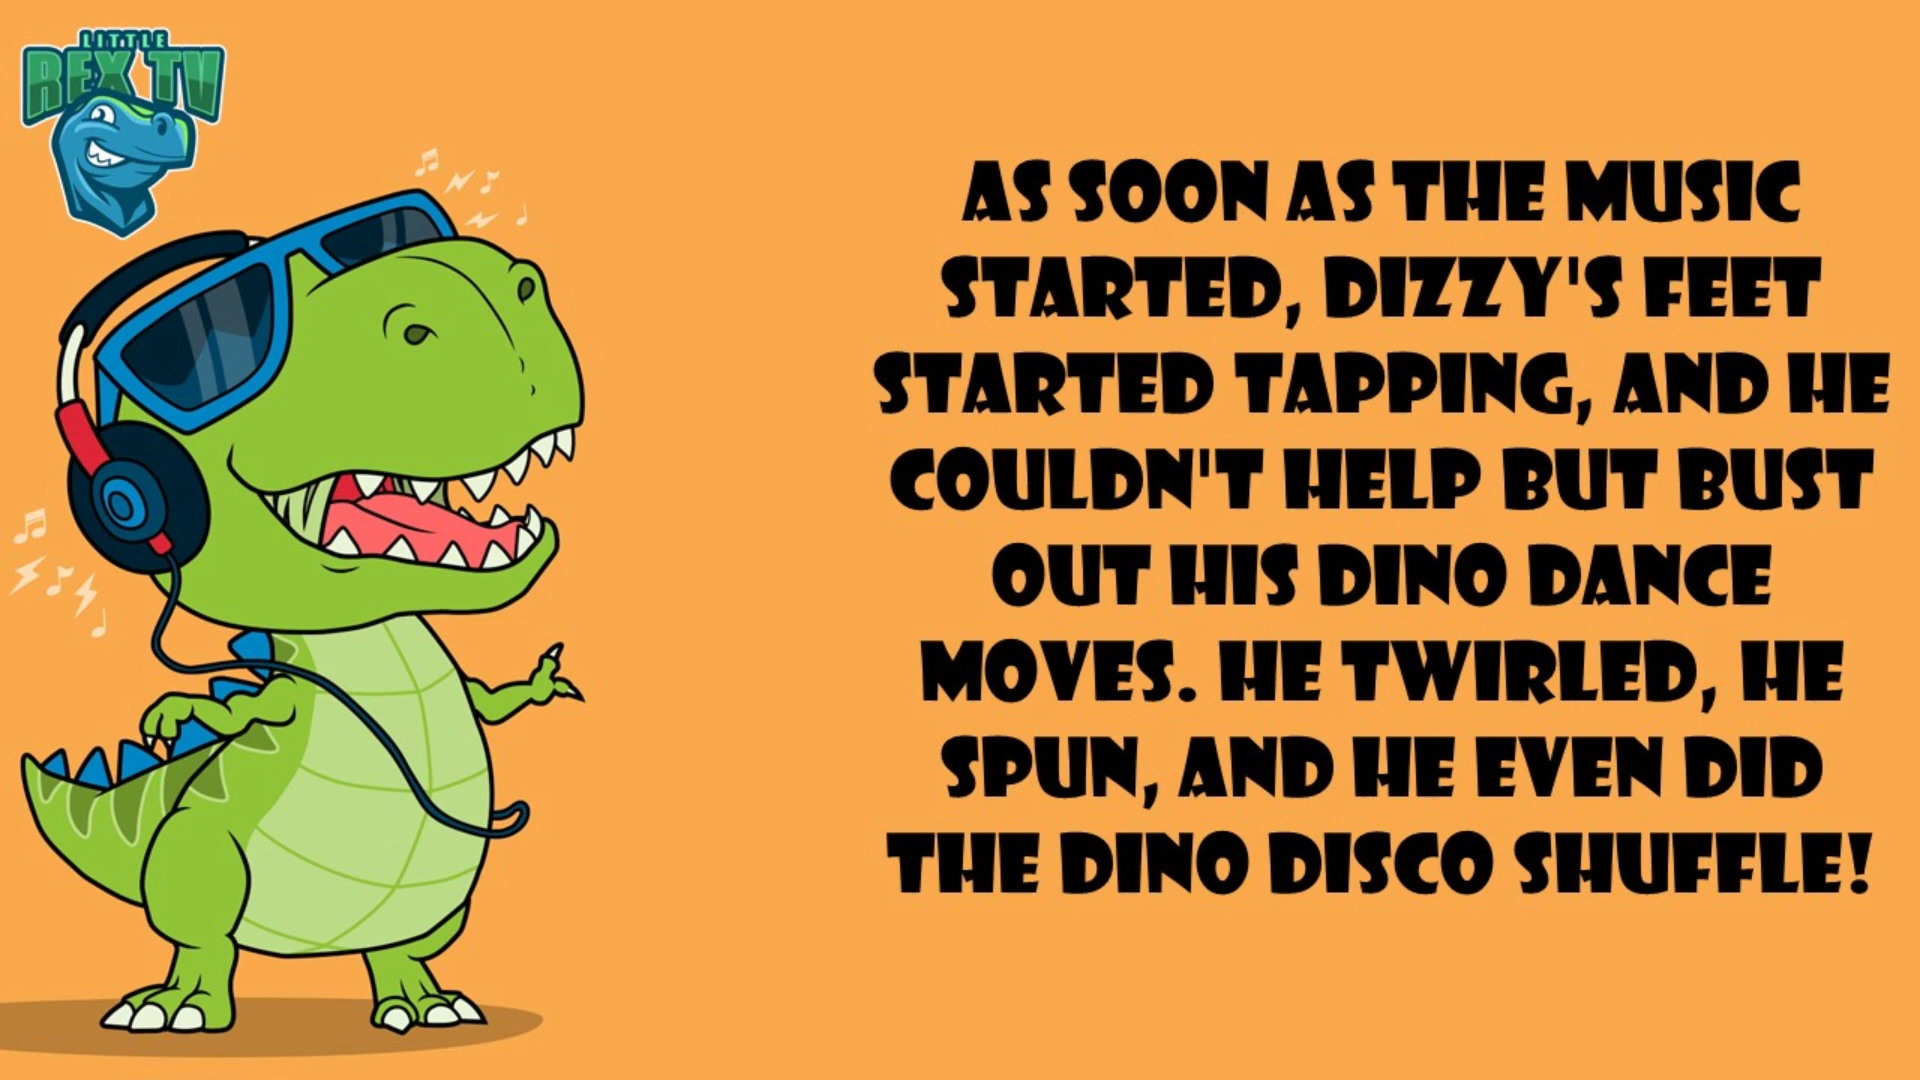 LITTLE
REX TV
AS SOON AS THE MUSIC
STARTED, DIZZY'S FEET
STARTED TAPPING, AND HE
COULDN'T HELP BUT BUST
OUT HIS DINO DANCE
MOVES. HE TWIRLED, HE
SPUN, AND HE EVEN DID
THE DINO DISCO SHUFFLE!